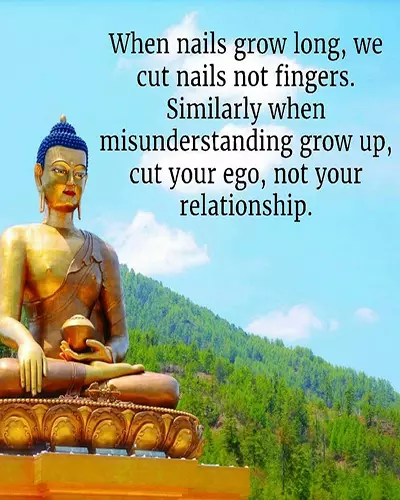 When nails grow long, we
cut nails not fingers.
Similarly when
misunderstanding grow up,
cut your ego, not your
relationship.